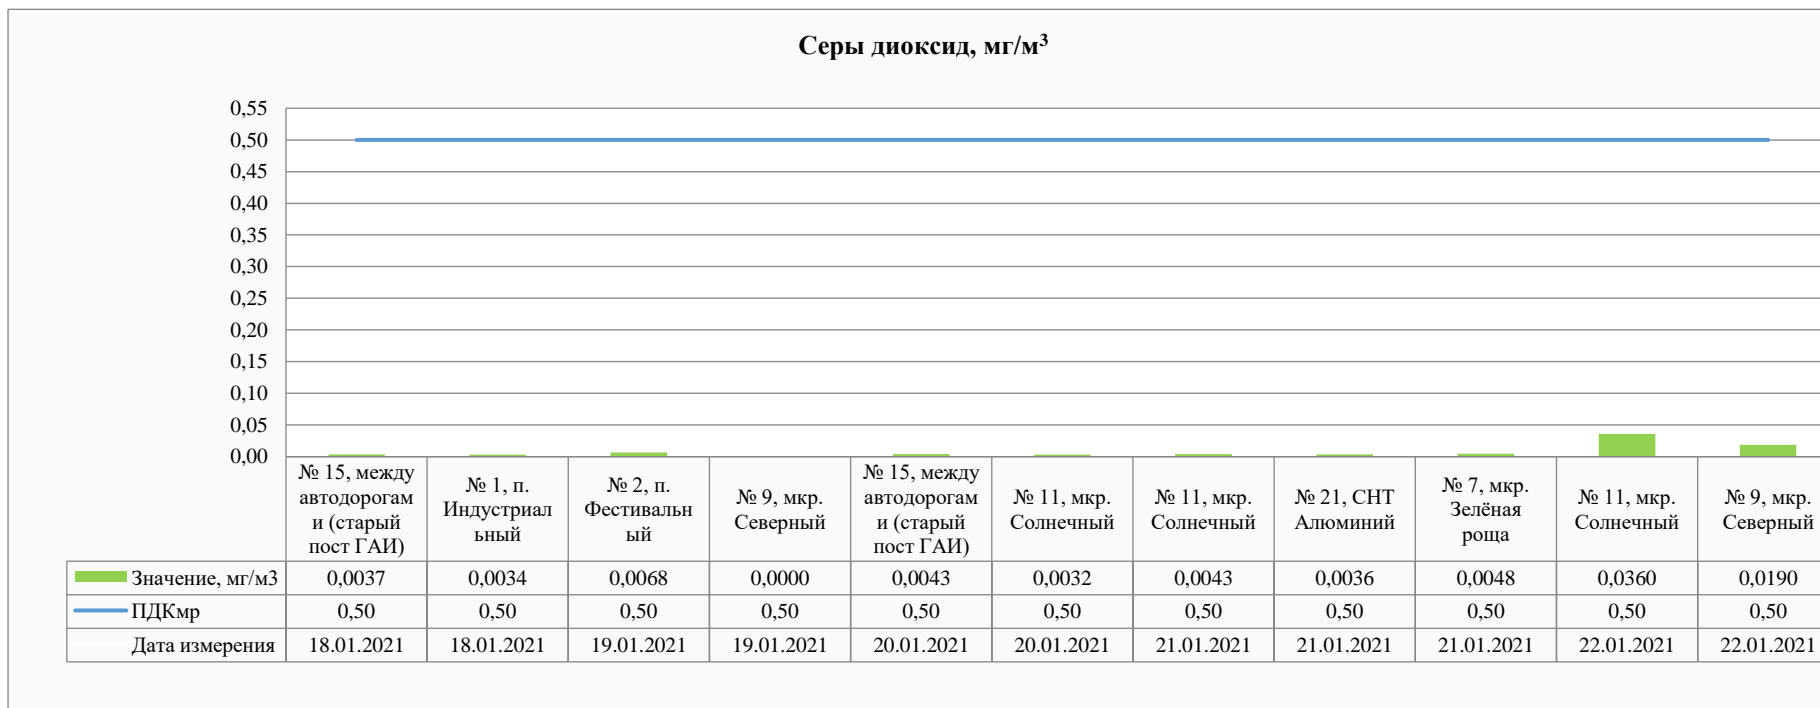 Серы диоксид, мг/м³
0,55
0,50
0,45
0,40
0,35
0,30
0,25
0,20
0,15
0,10
0,05
0,00
№ 15, между автодорогам и (старый пост ГАИ)
№ 1, п. Индустриал ьный
№ 2, п. Фестивальн ый
№ 9, мкр. Северный
№ 15, между автодорогам и (старый пост ГАИ)
№ 11, мкр. Солнечный
№ 11, мкр. Солнечный
№ 21, СНТ Алюминий
№ 7, мкр. Зелёная роща
№ 11, мкр. Солнечный
№ 9, мкр. Северный
Значение, мг/м3 0,0037 0,0034 0,0068 0,0000 0,0043 0,0032 0,0043 0,0036 0,0048 0,0360 0,0190
ПДКмр 0,50 0,50 0,50 0,50 0,50 0,50 0,50 0,50 0,50 0,50 0,50
Дата измерения 18.01.2021 18.01.2021 19.01.2021 19.01.2021 20.01.2021 20.01.2021 21.01.2021 21.01.2021 21.01.2021 22.01.2021 22.01.2021